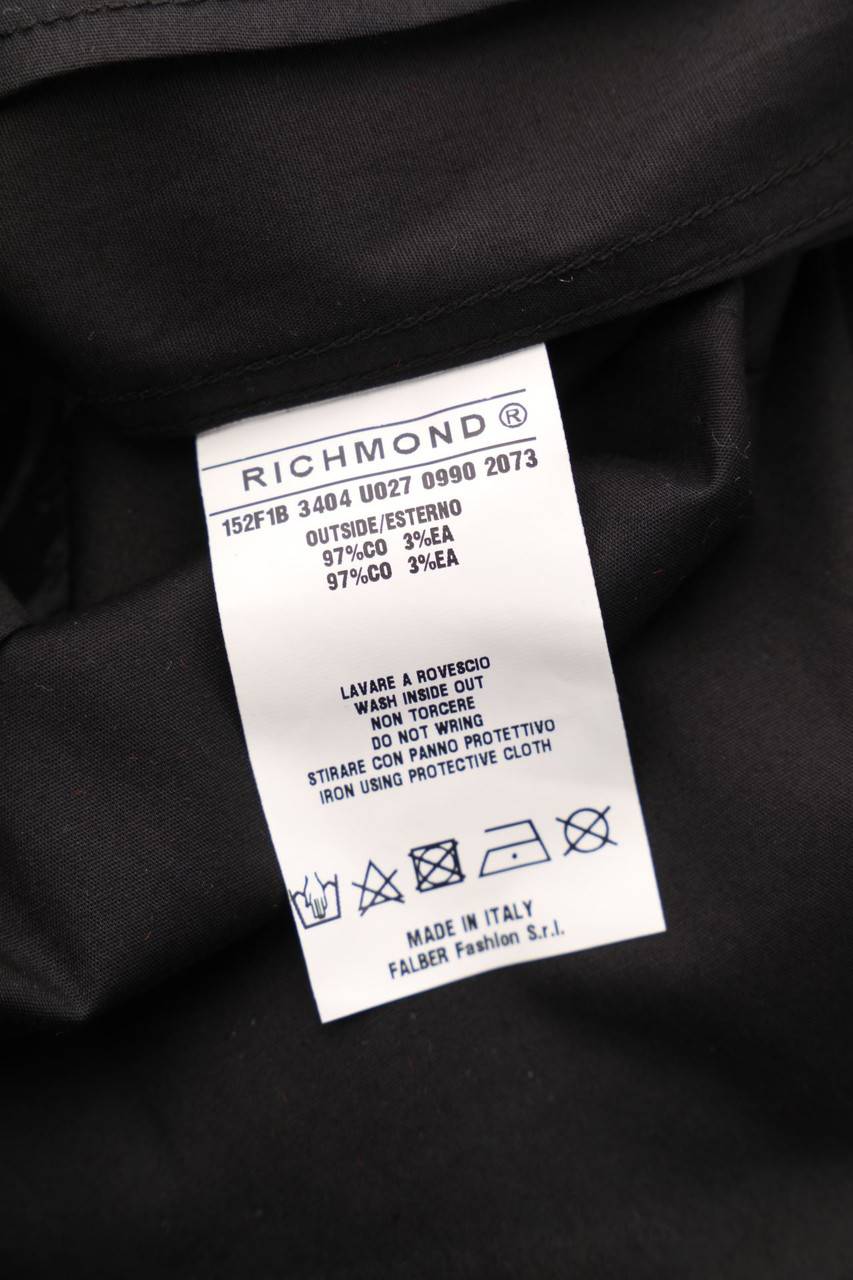 RICHMOND ®
152F1B 3404 U027 0990 2073
OUTSIDE/ESTERNO
97%CO 3%EA
97%CO 3%EA
LAVARE A ROVESCIO
WASH INSIDE OUT
NON TORCERE
DO NOT WRING
STIRARE CON PANNO PROTETTIVO
IRON USING PROTECTIVE CLOTH
MADE IN ITALY
FALBER Fashion S.r.l.